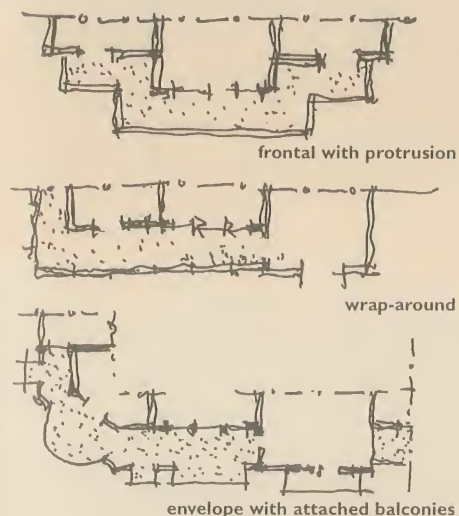 frontal with protrusion
wrap-around
envelope with attached balconies